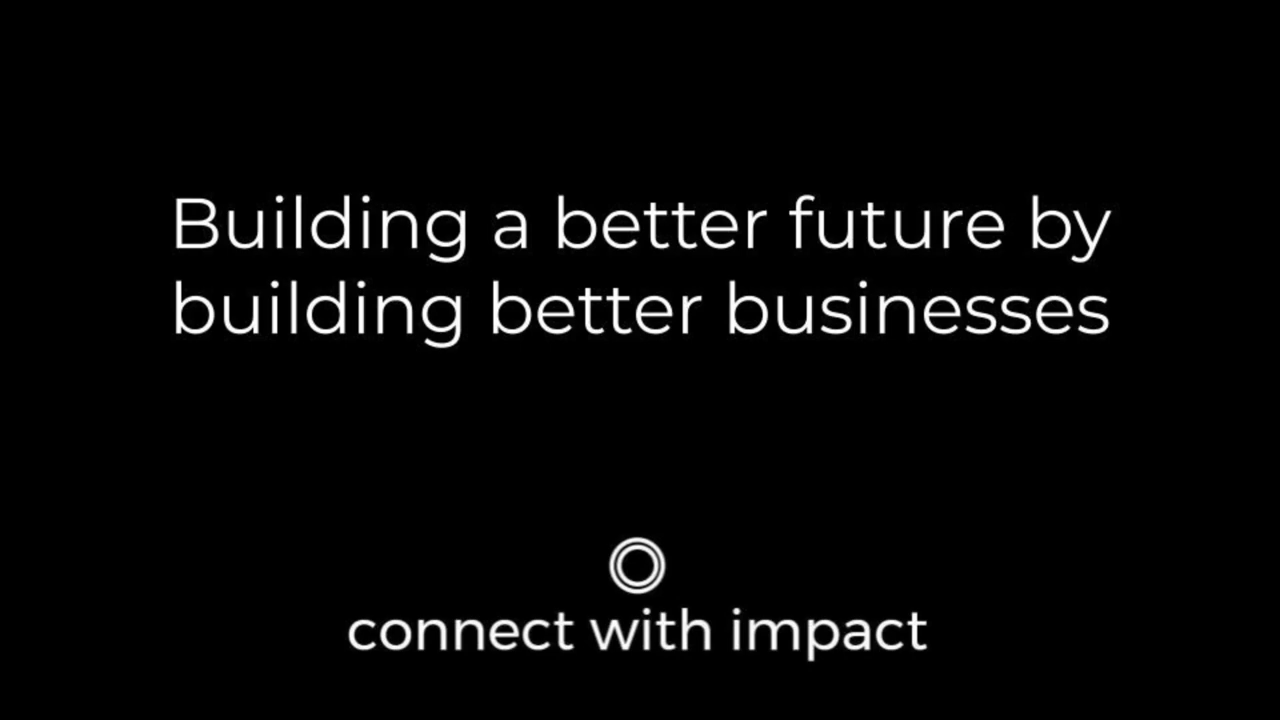 Building a better future by
building better businesses
connect with impact